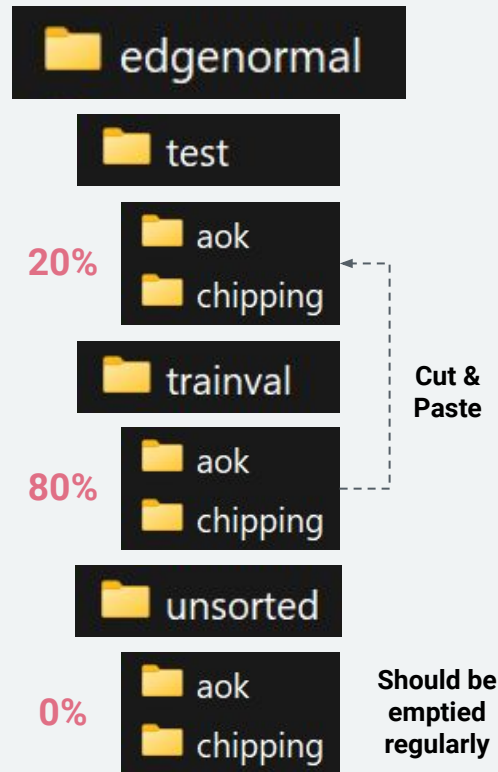 edgenormal
test
20%
aok
chipping
trainval
Cut &
Paste
80%
aok
chipping
unsorted
0%
aok
chipping
Should be
emptied
regularly